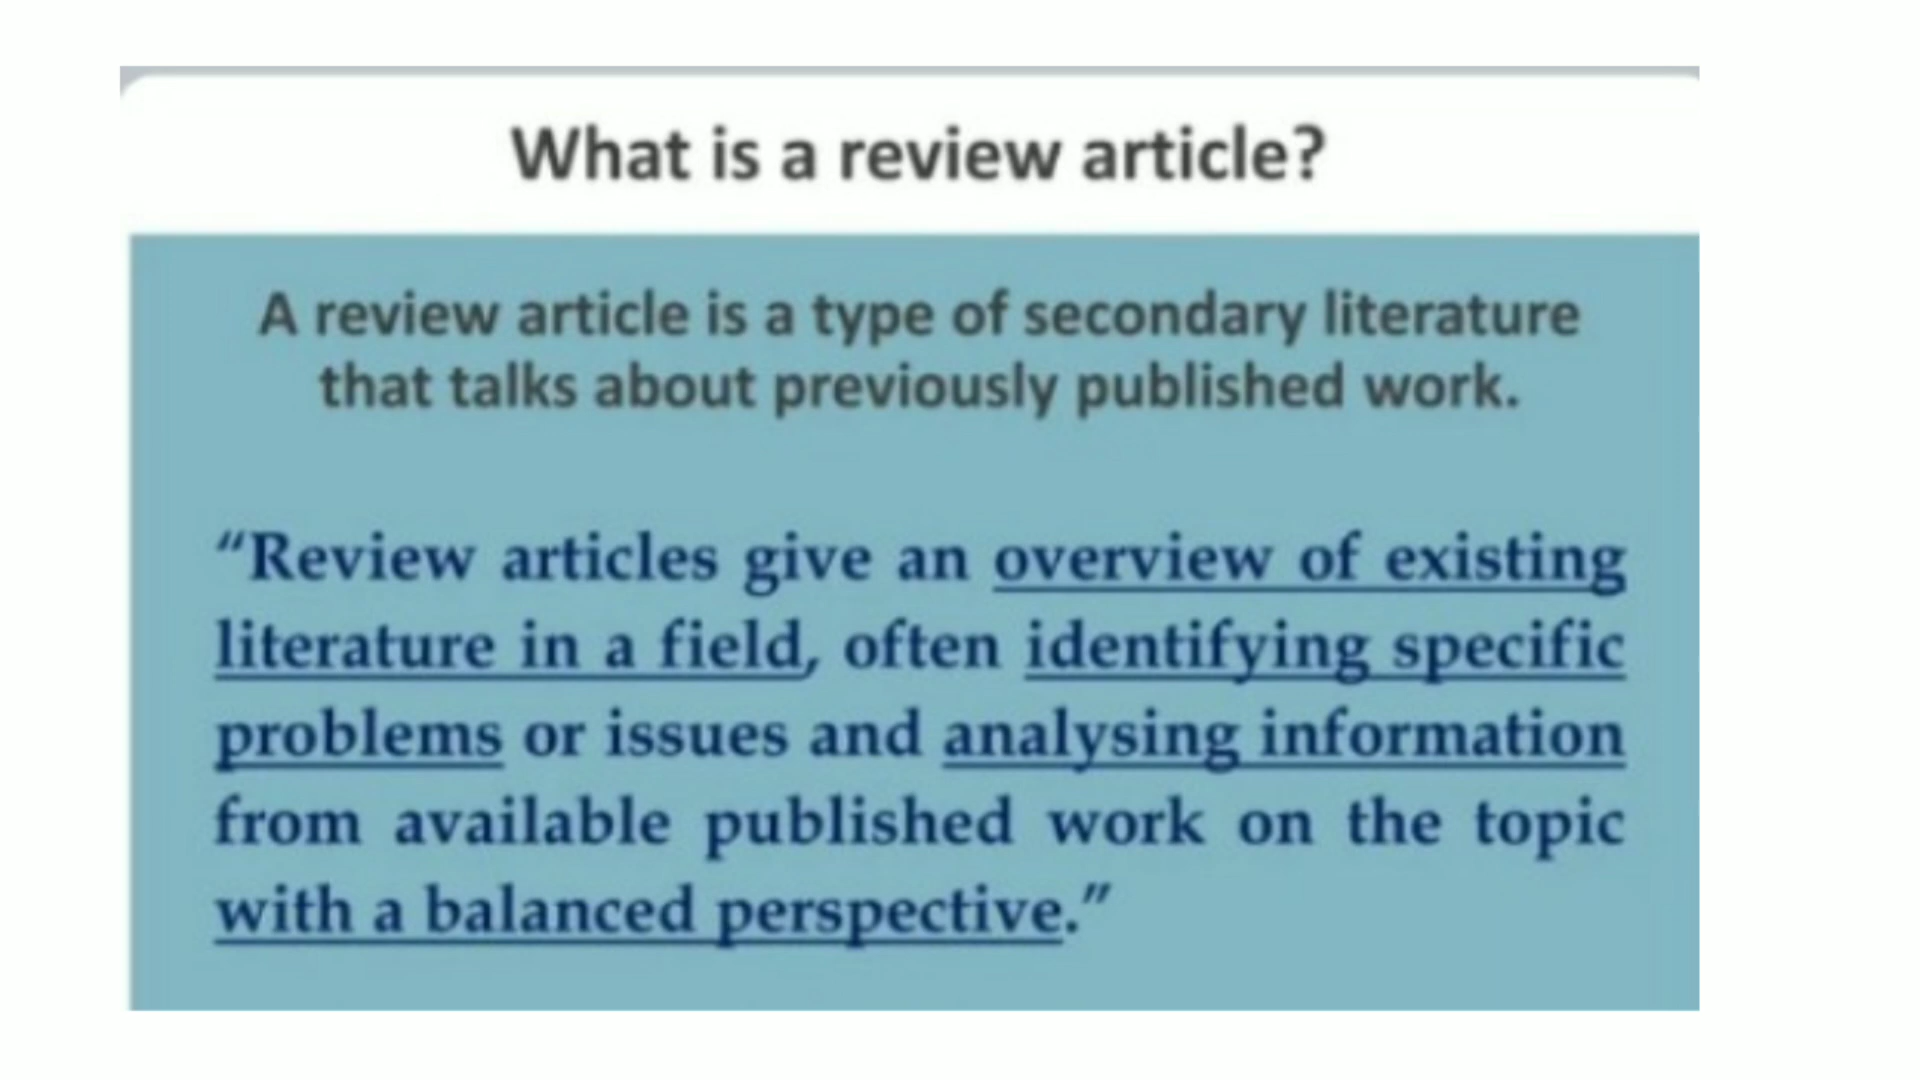 What is a review article?
A review article is a type of secondary literature
that talks about previously published work.
“Review articles give an overview of existing
literature in a field, often identifying specific
problems or issues and analysing information
from available published work on the topic
with a balanced perspective.”